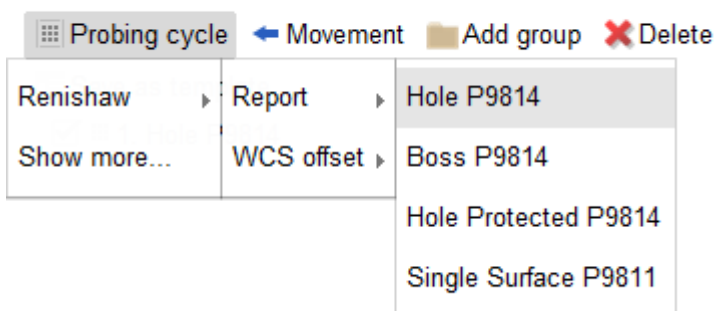 Probing cycle Movement Add group Delete
Renishaw Report Hole P9814
Show more... WCS offset Boss P9814
Hole Protected P9814
Single Surface P9811